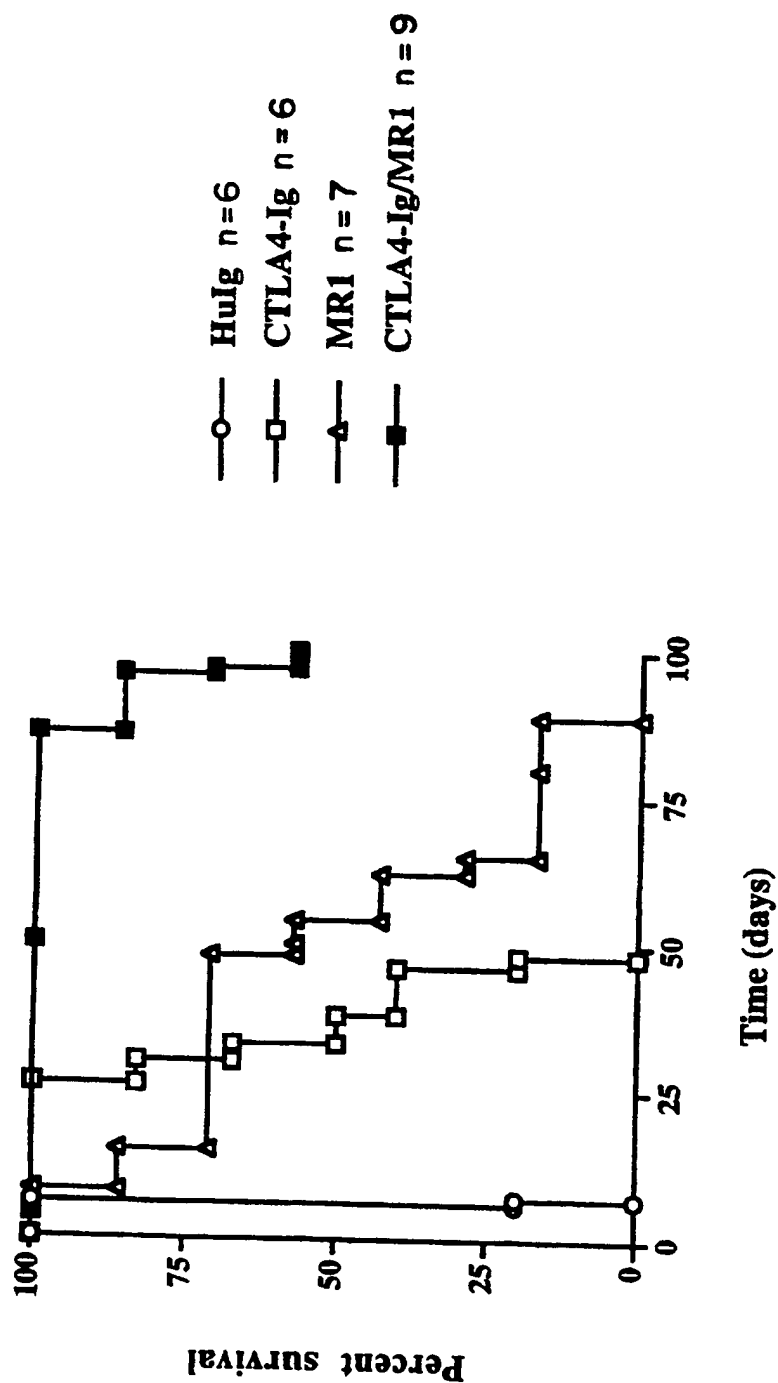 Percent survival
100
75
50
25
0
0
25
50
75
100
Time (days)
HuIg n=6
CTLA4-Ig n=6
MR1 n=7
CTLA4-Ig/MR1 n=9